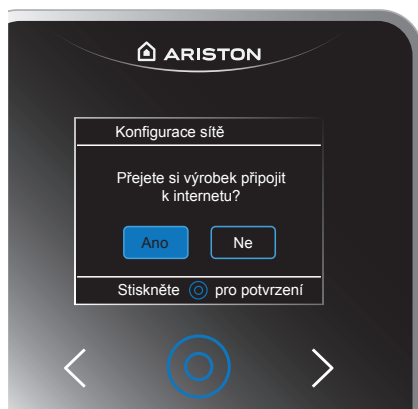 ARISTON
Konfigurace sítě
Přejete si výrobek připojit
k internetu?
Ano Ne
Stiskněte pro potvrzení